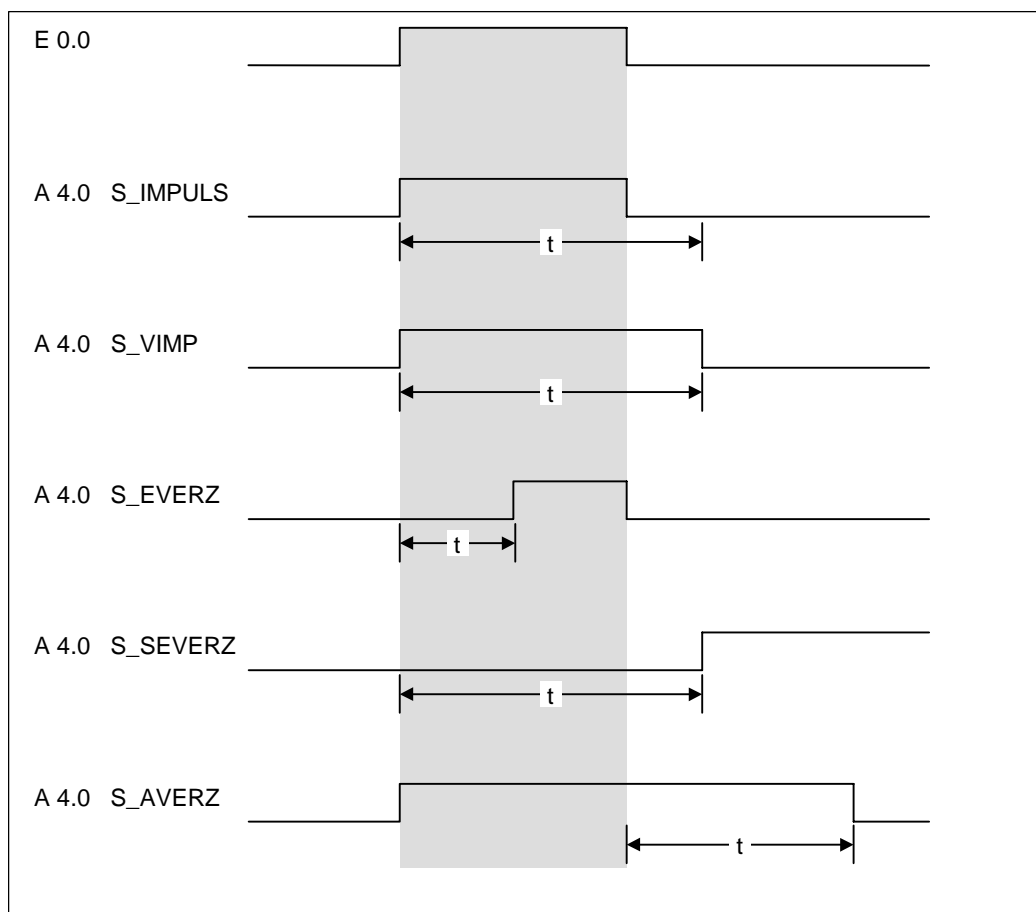 E 0.0
A 4.0 S_IMPULS
t
A 4.0 S_VIMP
t
A 4.0 S_EVERZ
t
A 4.0 S_SEVERZ
t
A 4.0 S_AVERZ
t